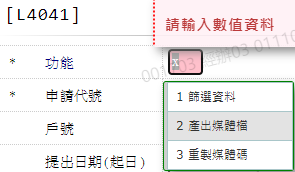 [L4041]
請輸入數值資料
* 功能 x
* 申請代號
1 篩選資料
2 產出媒體檔
3 重製媒體碼
戶號
提出日期(起日)